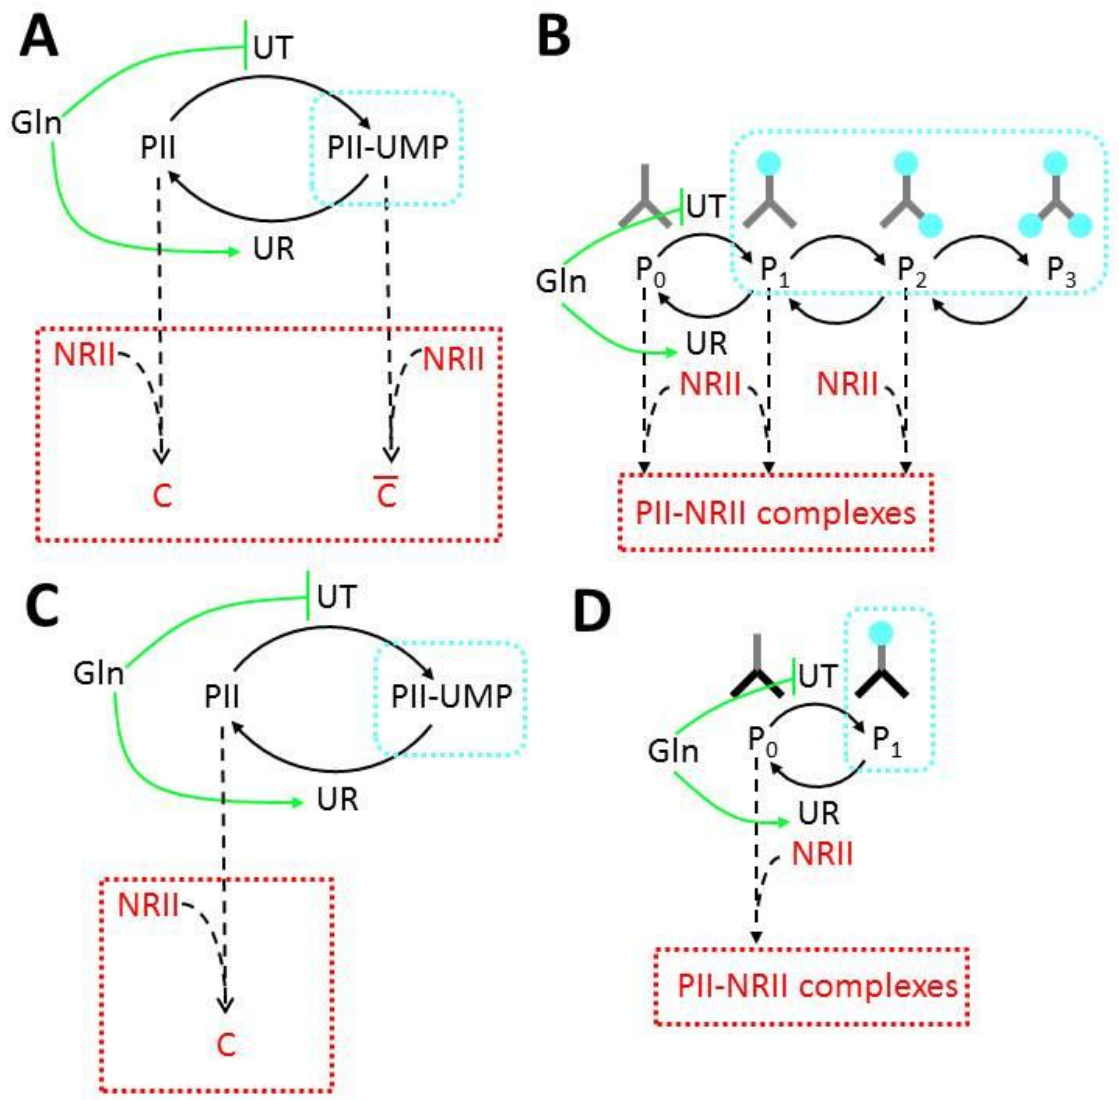 A
UT
Gln
PII
PII-UMP
UR
NRII
NRII
C
C̅
B
UT
Gln
P0
P1
P2
P3
UR
NRII
NRII
PII-NRII complexes
C
UT
Gln
PII
PII-UMP
UR
NRII
C
D
UT
Gln
P0
P1
UR
NRII
PII-NRII complexes